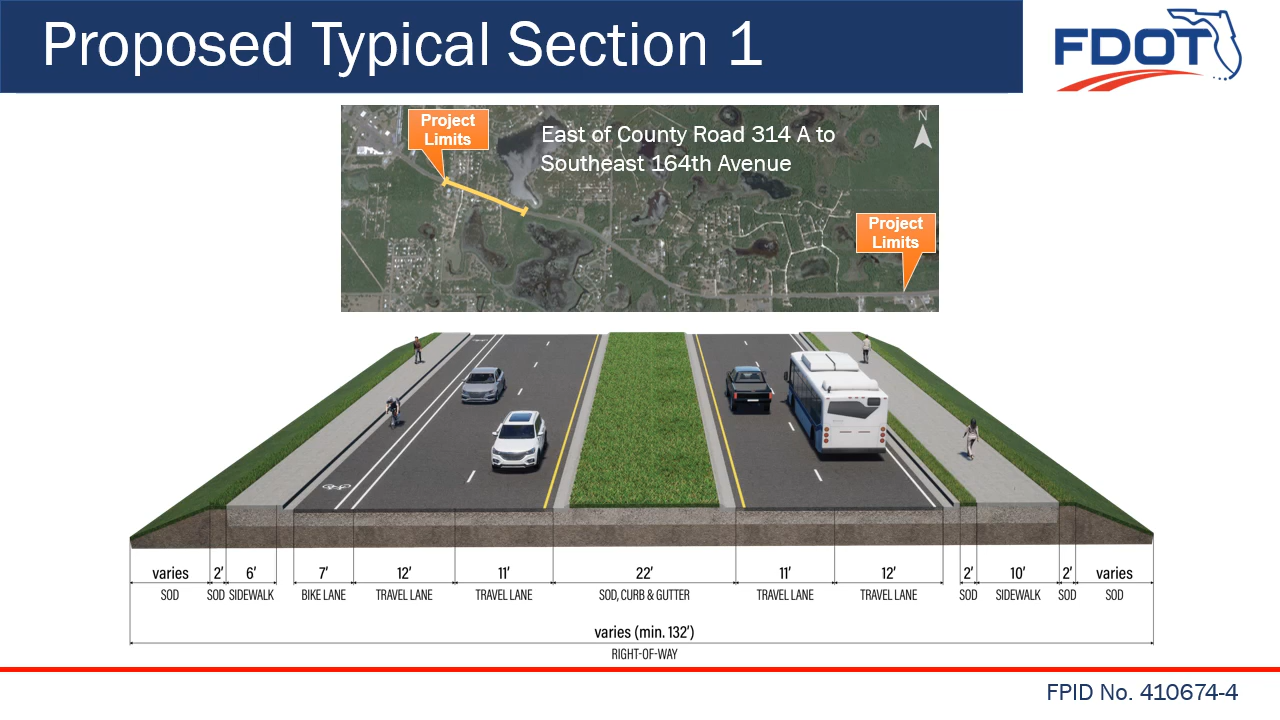 Proposed Typical Section 1
FDOT
Project
Limits
East of County Road 314 A to
Southeast 164th Avenue
N
Project
Limits
varies 2' 6' 7' 12' 11' 22' 11' 12' 2' 10' 2' varies
SOD SOD SIDEWALK BIKE LANE TRAVEL LANE TRAVEL LANE SOD, CURB & GUTTER TRAVEL LANE TRAVEL LANE SOD SIDEWALK SOD SOD
varies (min. 132')
RIGHT-OF-WAY
FPID No. 410674-4